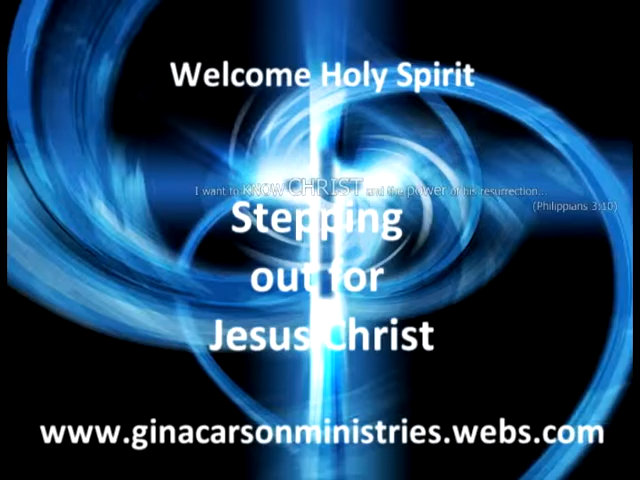 Welcome Holy Spirit
I want to KNOW CHRIST and the power of his resurrection...
(Philippians 3:10)
Stepping
out for
Jesus Christ
www.ginacarsonministries.webs.com